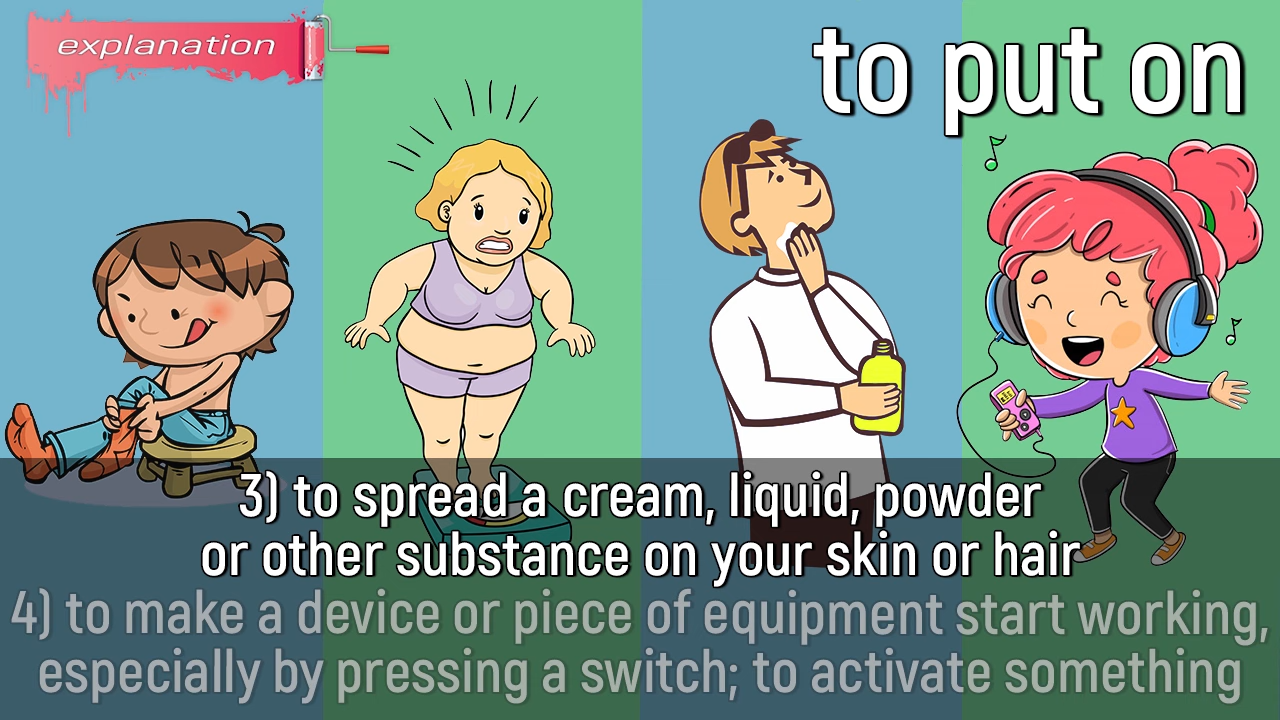 explanation
to put on
3) to spread a cream, liquid, powder
or other substance on your skin or hair
4) to make a device or piece of equipment start working,
especially by pressing a switch; to activate something